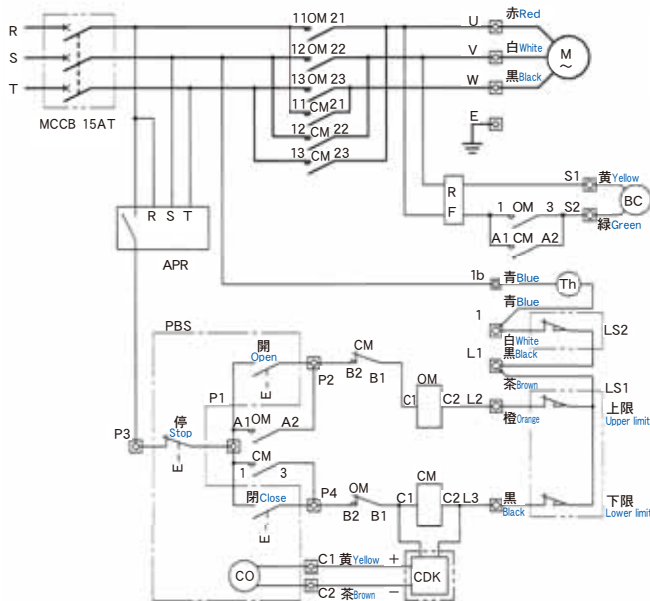 11 OM 21
U
赤Red
R
12 OM 22
V
白White
M
~
S
13 OM 23
W
黒Black
T
11 CM 21
MCCB 15AT
12 CM 22
E
13 CM 23
S1
黄Yellow
R
F
BC
1 OM 3
S2
緑Green
R S T
A1 CM A2
APR
1b
青Blue
Th
青Blue
1
PBS
白White
LS2
開
Open
CM
L1
黒Black
E
P2
B2 B1
OM
茶Brown
LS1
P1
C1
C2 L2
上限
Upper limit
停
Stop
A1 OM A2
橙Orange
P3
E
CM
1 3
閉Close
P4
OM
CM
C1
C2 L3
黒
Black
下限
Lower limit
B2 B1
E
C1 黄Yellow +
CO
CDK
C2 茶Brown −